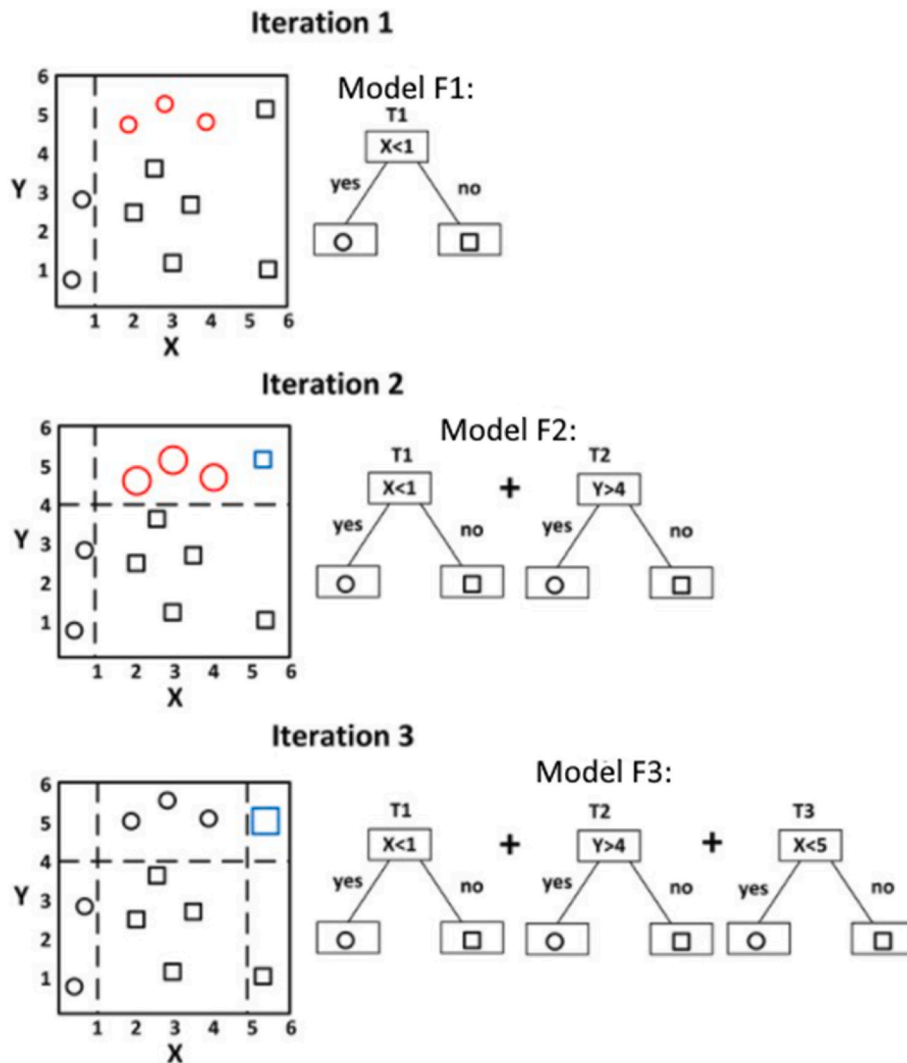 Iteration 1
Model F1:
6
5
4
3
2
1
Y
1 2 3 4 5 6
X
T1
X<1
yes no
Iteration 2
Model F2:
6
5
4
3
2
1
Y
1 2 3 4 5 6
X
T1 T2
X<1 + Y>4
yes no yes no
Iteration 3
Model F3:
6
5
4
3
2
1
Y
1 2 3 4 5 6
X
T1 T2 T3
X<1 + Y>4 + X<5
yes no yes no yes no